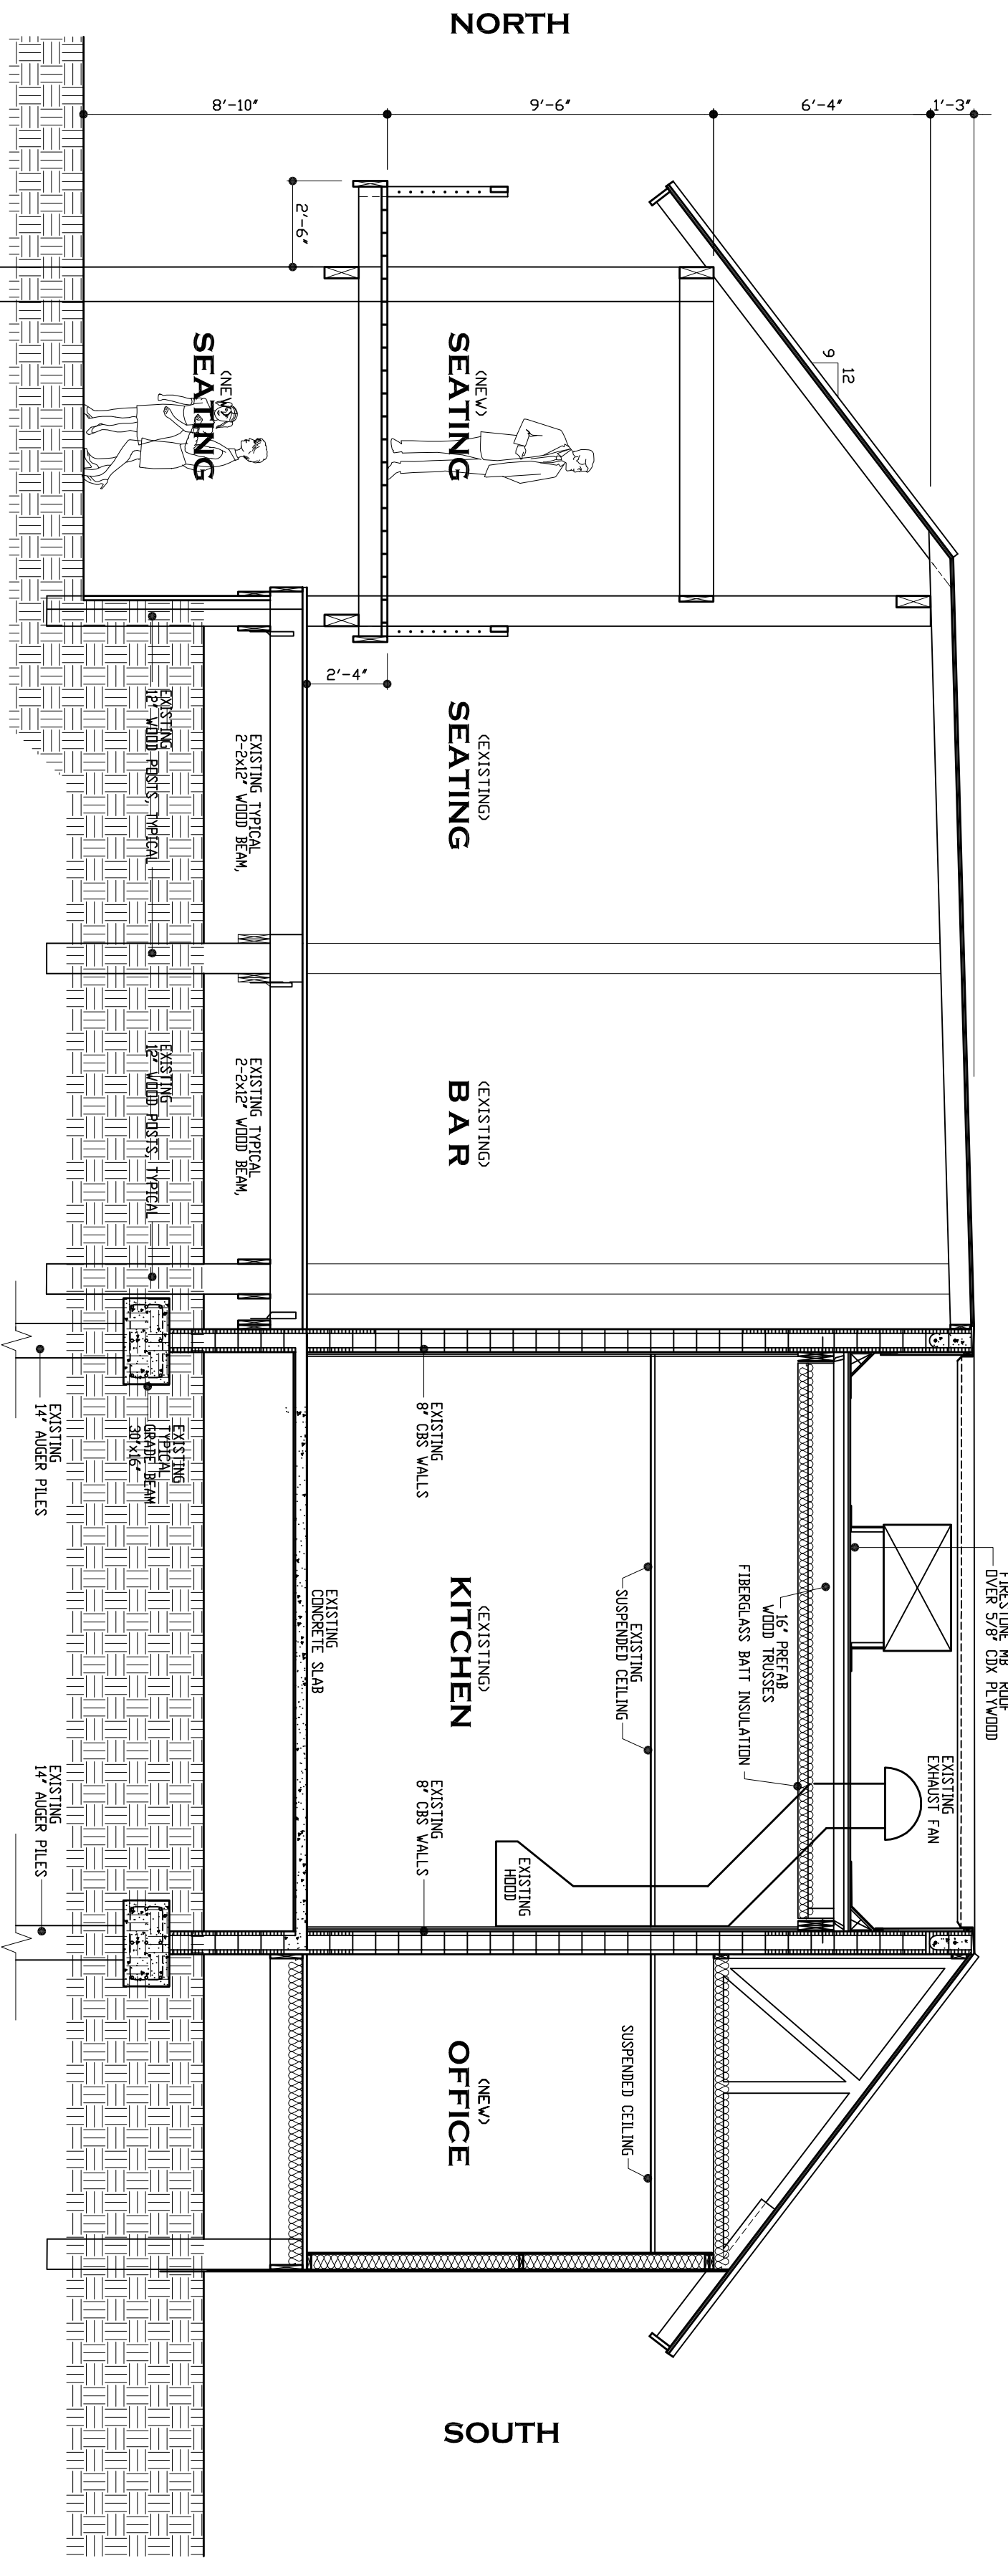 NORTH
8'-10"
9'-6"
6'-4"
1'-3"
2'-6"
9
12
(NEW)
SEATING
(NEW)
SEATING
2'-4"
(EXISTING)
SEATING
EXISTING
12" WOOD POSTS, TYPICAL
EXISTING TYPICAL
2-2x12" WOOD BEAM,
(EXISTING)
BAR
EXISTING
12" WOOD POSTS, TYPICAL
EXISTING TYPICAL
2-2x12" WOOD BEAM,
EXISTING
14" AUGER PILES
EXISTING
TYPICAL
GRADE BEAM
30"x16"
EXISTING
8" CBS WALLS
(EXISTING)
KITCHEN
EXISTING
CONCRETE SLAB
EXISTING
SUSPENDED CEILING
16" PREFAB
WOOD TRUSSES
FIBERGLASS BATT INSULATION
FIRESTONE MB ROOF
OVER 5/8" CDX PLYWOOD
EXISTING
EXHAUST FAN
EXISTING
HOOD
EXISTING
8" CBS WALLS
EXISTING
14" AUGER PILES
(NEW)
OFFICE
SUSPENDED CEILING
SOUTH